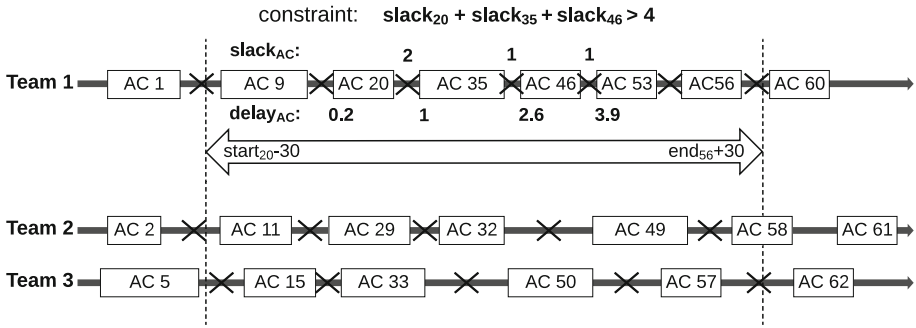 constraint: slack20 + slack35 + slack46 > 4
slackAC: 2 1 1
Team 1 AC 1 AC 9 AC 20 AC 35 AC 46 AC 53 AC56 AC 60
delayAC: 0.2 1 2.6 3.9
start20-30 end56+30
Team 2 AC 2 AC 11 AC 29 AC 32 AC 49 AC 58 AC 61
Team 3 AC 5 AC 15 AC 33 AC 50 AC 57 AC 62